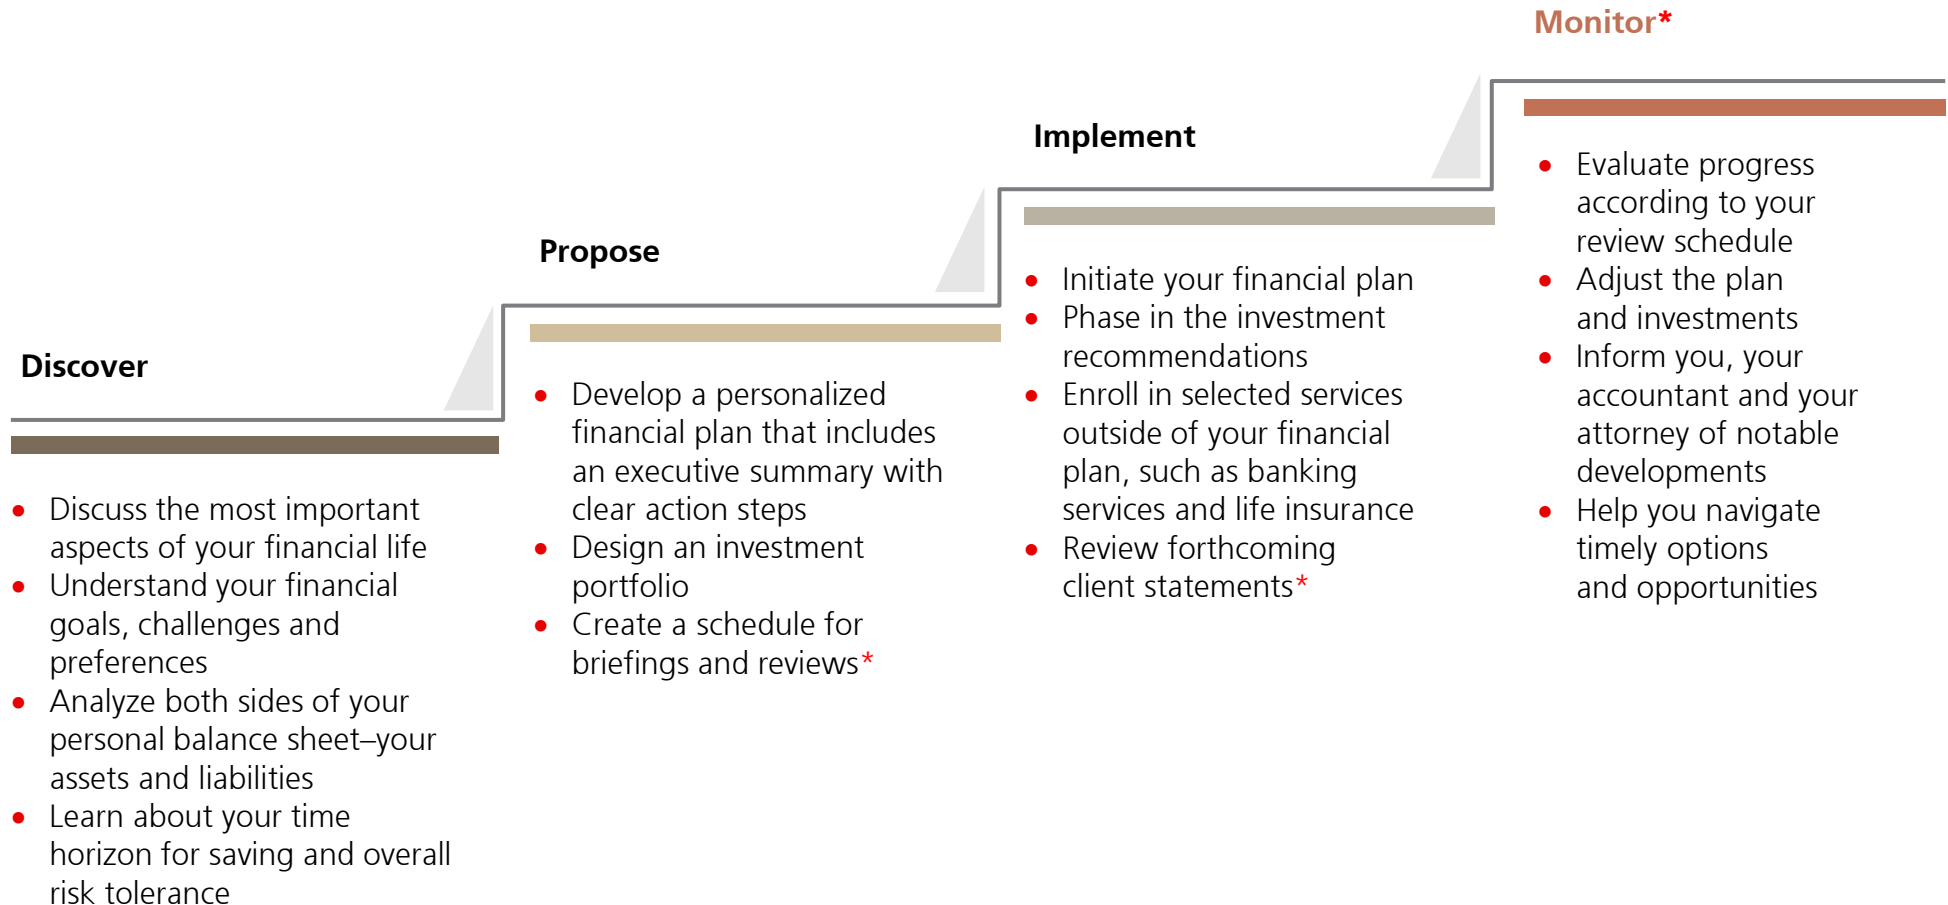 Discover
• Discuss the most important
aspects of your financial life
• Understand your financial
goals, challenges and
preferences
• Analyze both sides of your
personal balance sheet–your
assets and liabilities
• Learn about your time
horizon for saving and overall
risk tolerance
Propose
• Develop a personalized
financial plan that includes
an executive summary with
clear action steps
• Design an investment
portfolio
• Create a schedule for
briefings and reviews*
Implement
• Initiate your financial plan
• Phase in the investment
recommendations
• Enroll in selected services
outside of your financial
plan, such as banking
services and life insurance
• Review forthcoming
client statements*
Monitor*
• Evaluate progress
according to your
review schedule
• Adjust the plan
and investments
• Inform you, your
accountant and your
attorney of notable
developments
• Help you navigate
timely options
and opportunities